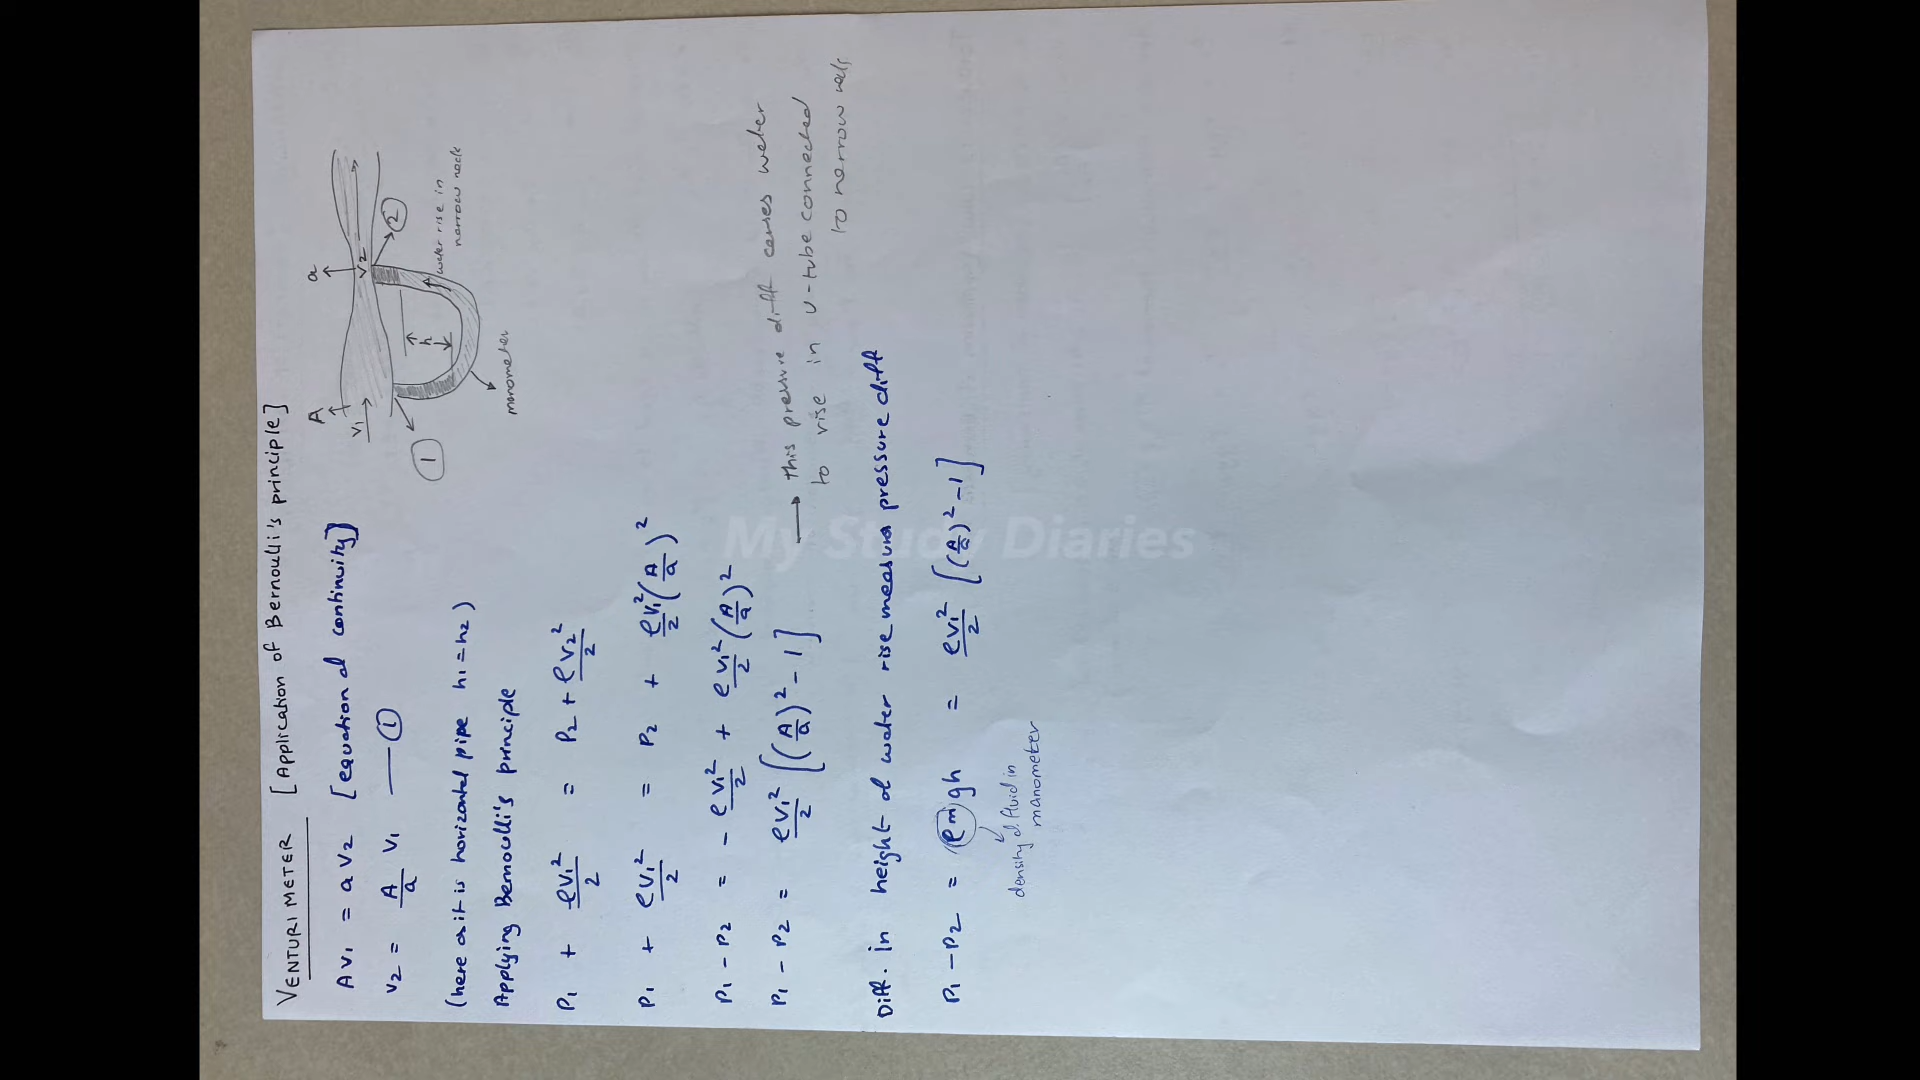 VENTURIMETER [Application of Bernoulli's principle]
Av₁ = av₂ [equation of continuity]
v₂ = A/a v₁ —— (i)
(here as it is horizontal pipe h₁=h₂)
Applying Bernoulli's principle
P₁ + ρv₁²/2 = P₂ + ρv₂²/2
P₁ + ρv₁²/2 = P₂ + ρv₁²/2 (A/a)²
P₁ - P₂ = - ρv₁²/2 + ρv₁²/2 (A/a)²
P₁ - P₂ = ρv₁²/2 [(A/a)² - 1]
→ this pressure diff causes water
to rise in U-tube connected
to narrow neck
Diff. in height of water rise measures pressure diff
P₁ - P₂ = ρm gh = ρv₁²/2 [(A/a)² - 1]
density of fluid in
manometer
A
v₁
a
v₂
1
2
h
water rise in
narrow neck
manometer
My Study Diaries